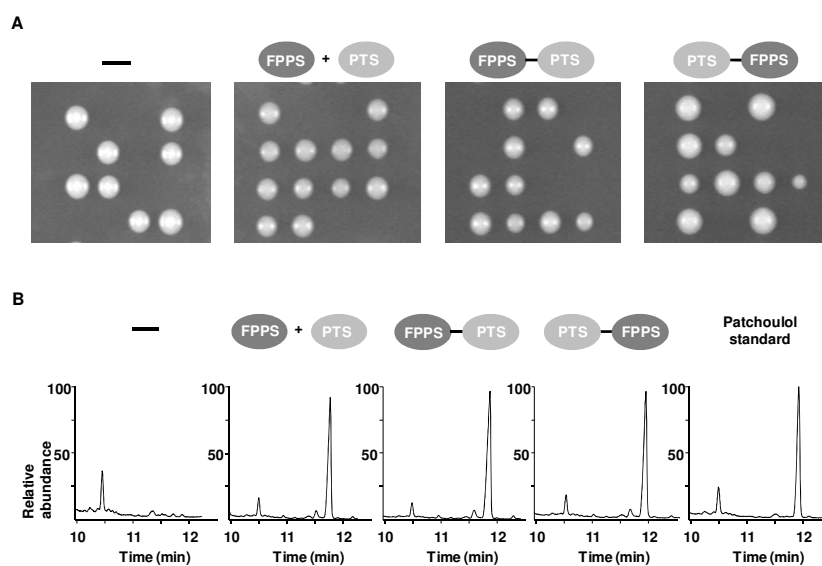 A
FPPS + PTS
FPPS PTS
PTS FPPS
B
FPPS + PTS
FPPS PTS
PTS FPPS
Patchoulol
standard
Relative
abundance
100
50
10 11 12
Time (min)
100
50
10 11 12
Time (min)
100
50
10 11 12
Time (min)
100
50
10 11 12
Time (min)
100
50
10 11 12
Time (min)